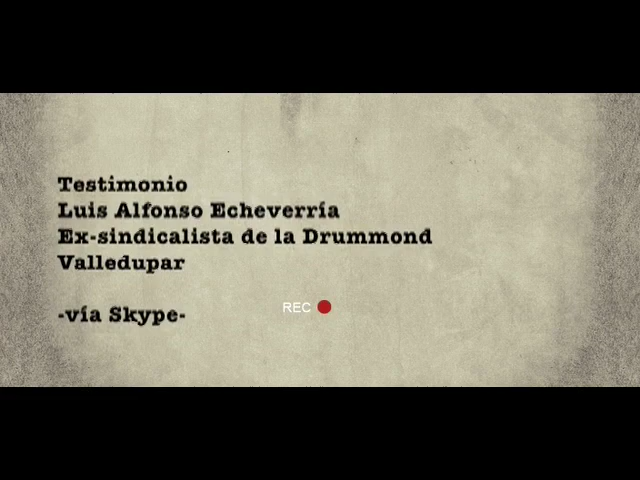 Testimonio
Luis Alfonso Echeverría
Ex-sindicalista de la Drummond
Valledupar
-vía Skype-
REC